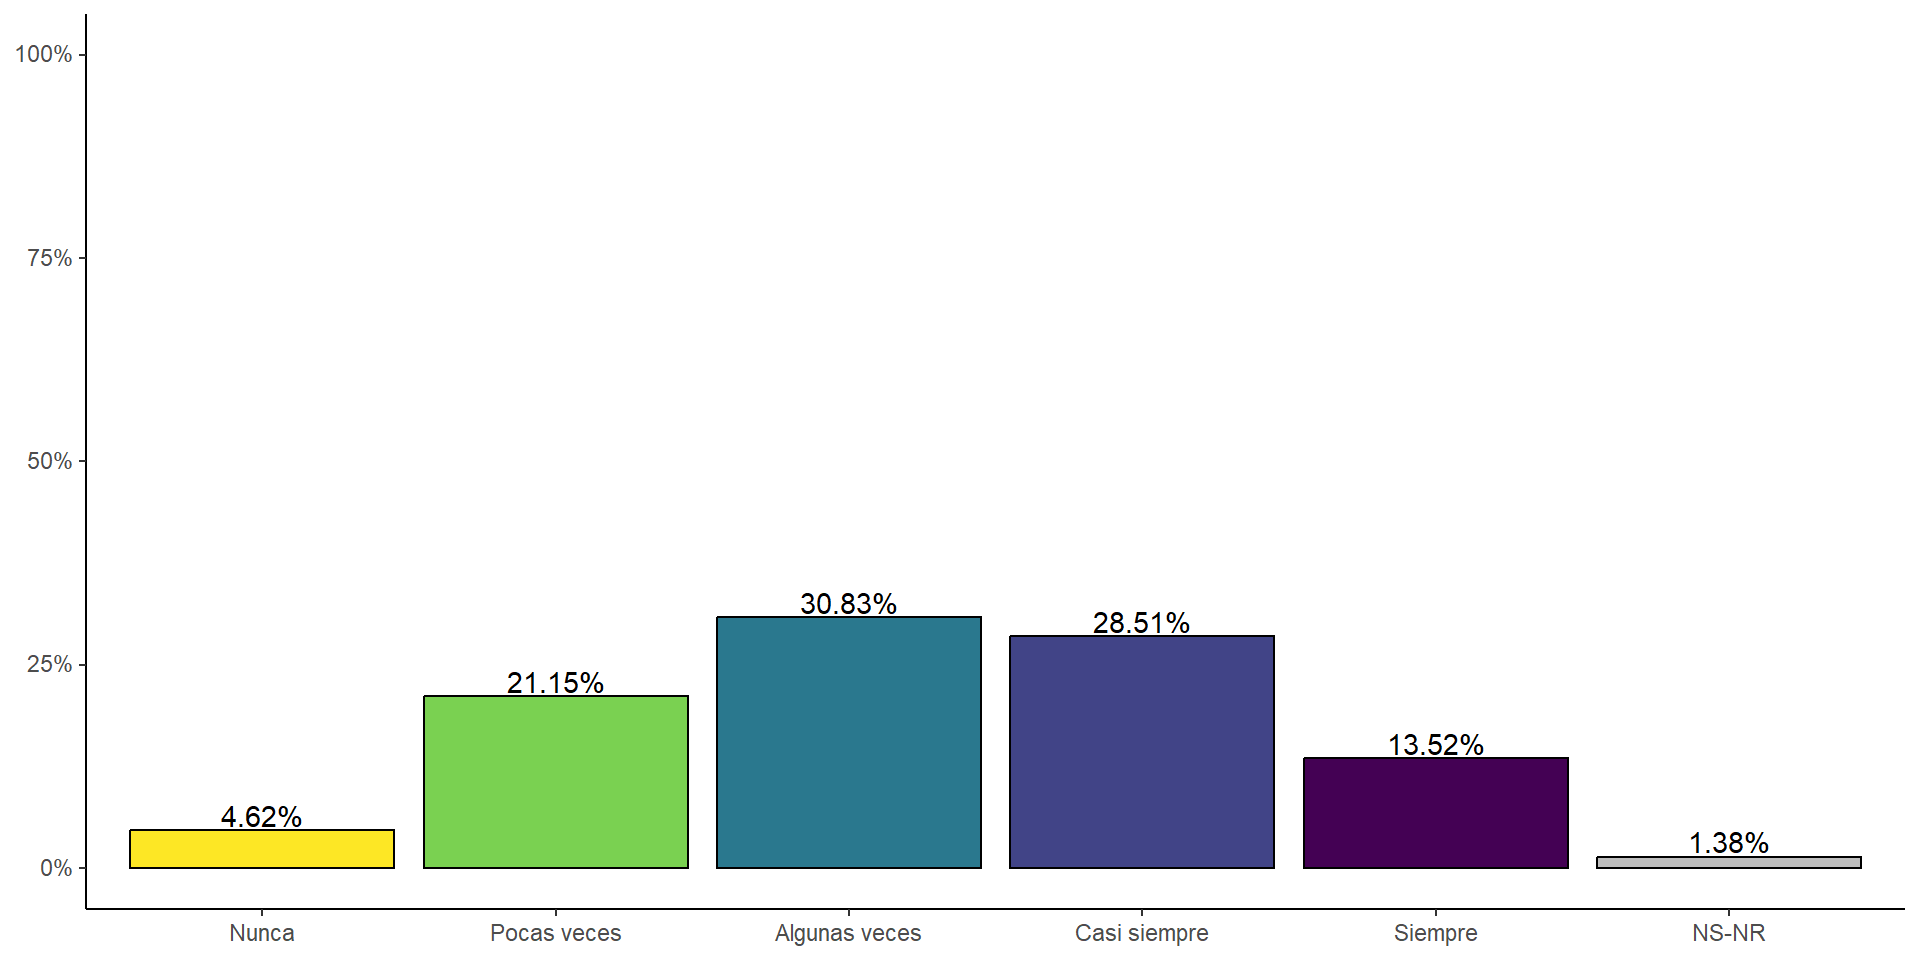 100%
75%
50%
25%
0%
4.62%
21.15%
30.83%
28.51%
13.52%
1.38%
Nunca
Pocas veces
Algunas veces
Casi siempre
Siempre
NS-NR